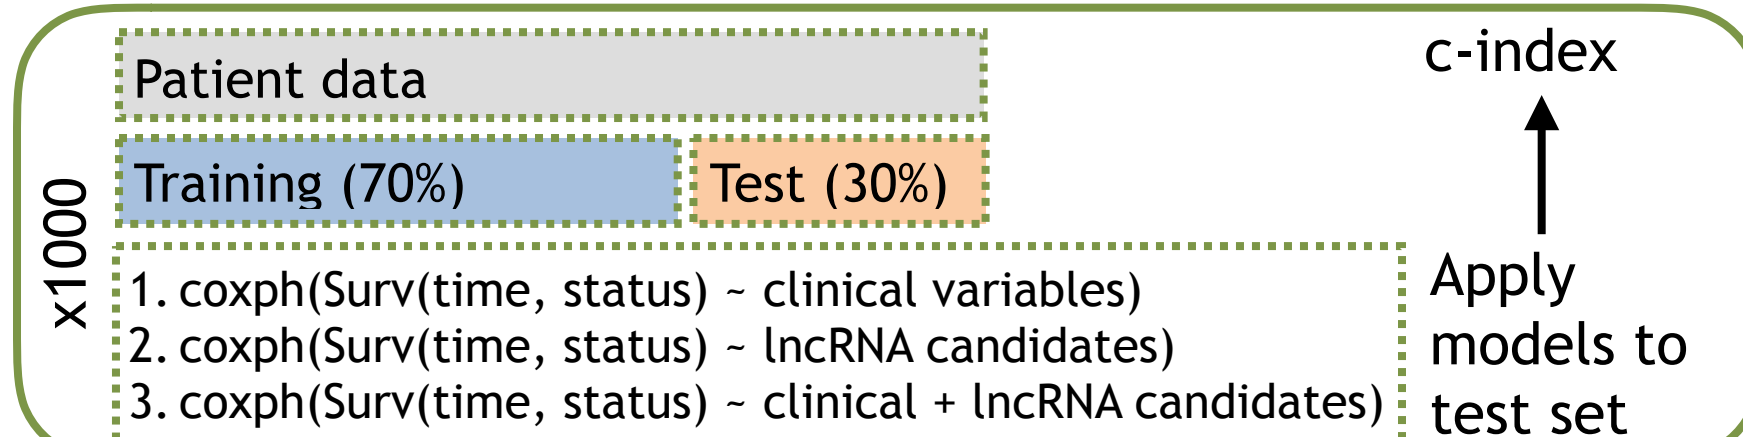 Patient data
c-index
Training (70%)
Test (30%)
x1000
1. coxph(Surv(time, status) ~ clinical variables)
2. coxph(Surv(time, status) ~ lncRNA candidates)
3. coxph(Surv(time, status) ~ clinical + lncRNA candidates)
Apply
models to
test set